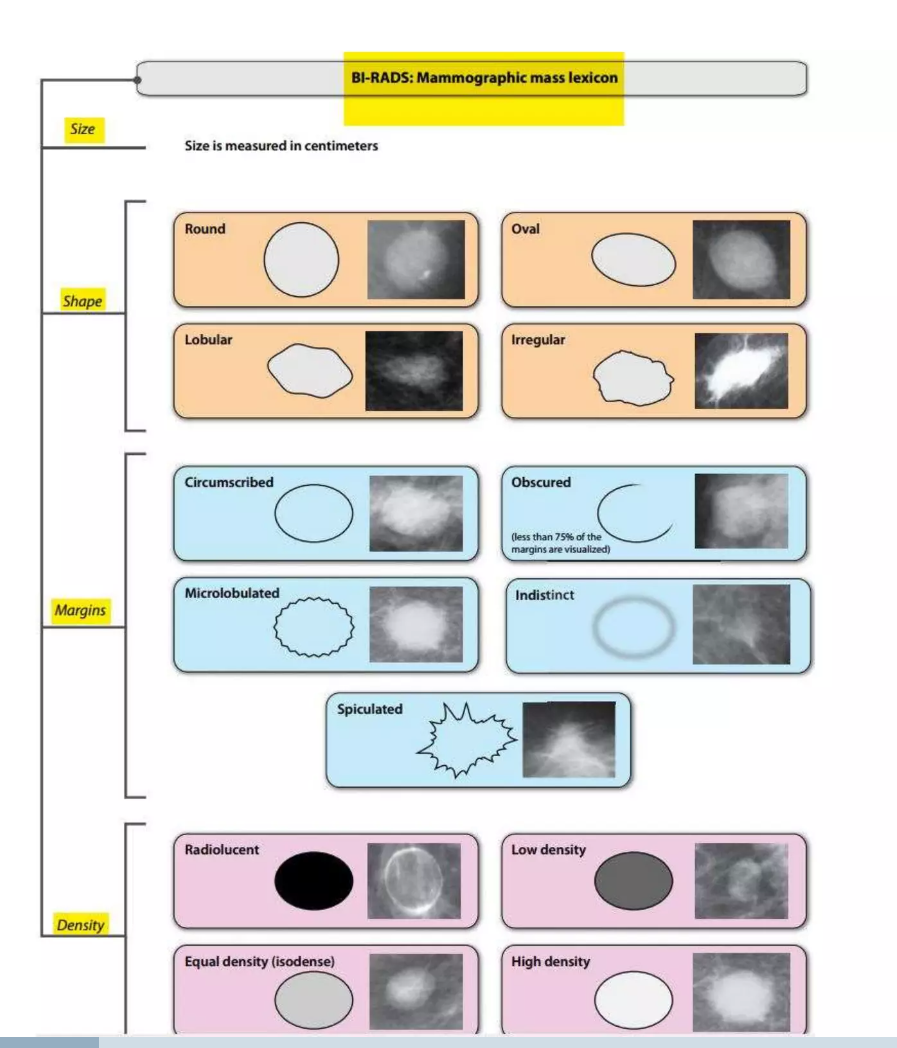 BI-RADS: Mammographic mass lexicon
Size
Size is measured in centimeters
Shape
Round
Oval
Lobular
Irregular
Margins
Circumscribed
Obscured
(less than 75% of the
margins are visualized)
Microlobulated
Indistinct
Spiculated
Density
Radiolucent
Low density
Equal density (isodense)
High density